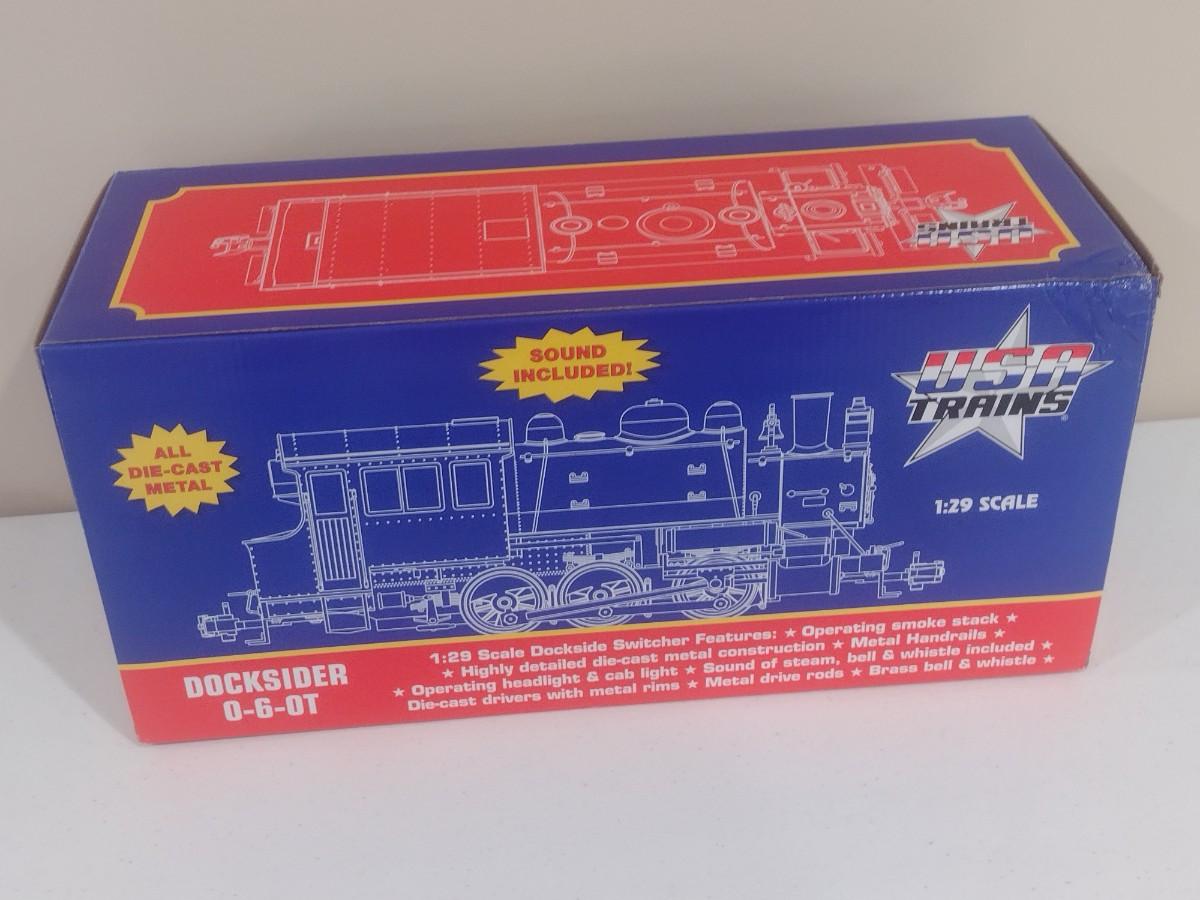 USA
TRAINS
SOUND
INCLUDED!
USA
TRAINS®
ALL
DIE-CAST
METAL
1:29 SCALE
DOCKSIDER
0-6-0T
1:29 Scale Dockside Switcher Features: ★ Operating smoke stack ★
★ Highly detailed die-cast metal construction ★ Metal Handrails ★
★ Operating headlight & cab light ★ Sound of steam, bell & whistle included ★
Die-cast drivers with metal rims ★ Metal drive rods ★ Brass bell & whistle ★